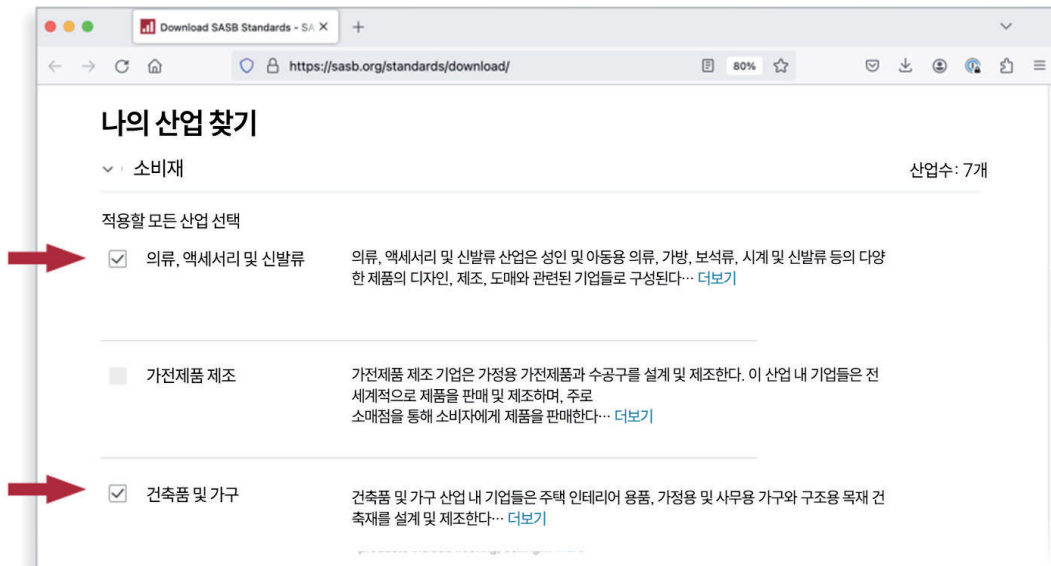 Download SASB Standards - SA
https://sasb.org/standards/download/
80%
나의 산업 찾기
소비재
산업수: 7개
적용할 모든 산업 선택
의류, 액세서리 및 신발류
의류, 액세서리 및 신발류 산업은 성인 및 아동용 의류, 가방, 보석류, 시계 및 신발류 등의 다양
한 제품의 디자인, 제조, 도매와 관련된 기업들로 구성된다… 더보기
가전제품 제조
가전제품 제조 기업은 가정용 가전제품과 수공구를 설계 및 제조한다. 이 산업 내 기업들은 전
세계적으로 제품을 판매 및 제조하며, 주로
소매점을 통해 소비자에게 제품을 판매한다… 더보기
건축품 및 가구
건축품 및 가구 산업 내 기업들은 주택 인테리어 용품, 가정용 및 사무용 가구와 구조용 목재 건
축재를 설계 및 제조한다… 더보기